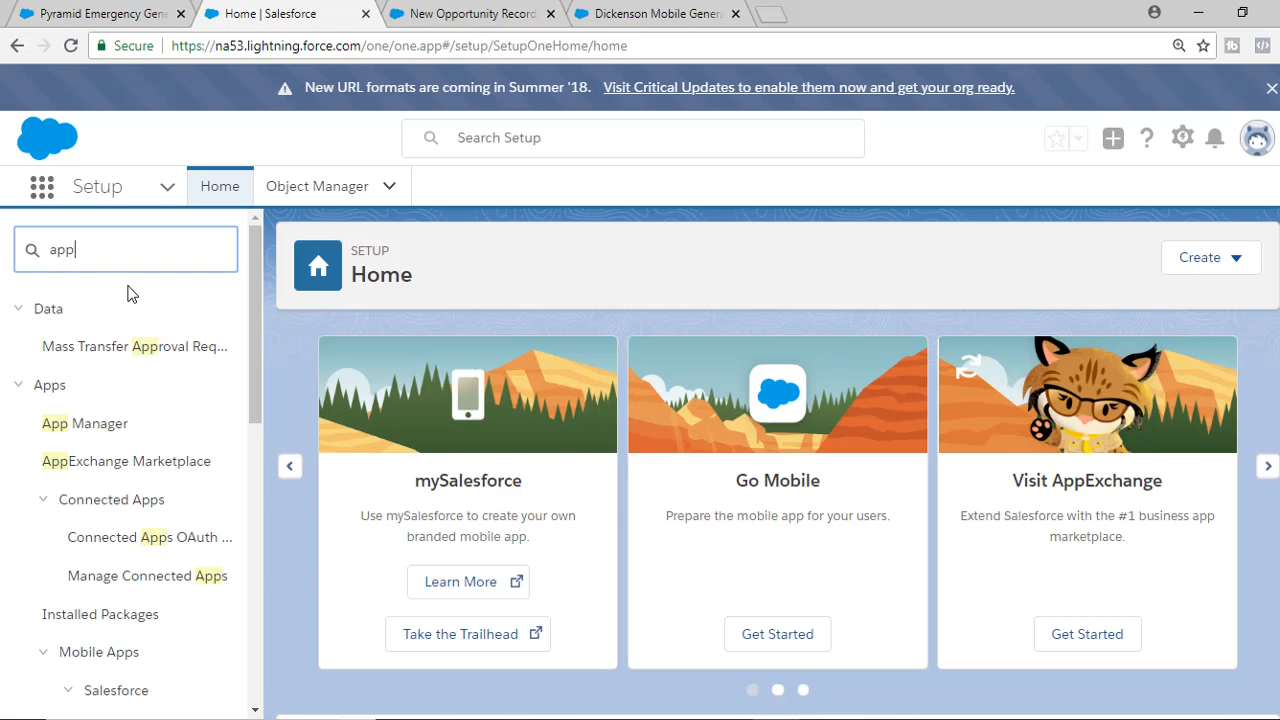 Pyramid Emergency Gene
Home | Salesforce
New Opportunity Record
Dickenson Mobile Genera
Secure
https://na53.lightning.force.com/one/one.app#/setup/SetupOneHome/home
New URL formats are coming in Summer '18. Visit Critical Updates to enable them now and get your org ready.
Search Setup
Setup
Home
Object Manager
app
Data
Mass Transfer Approval Req...
Apps
App Manager
AppExchange Marketplace
Connected Apps
Connected Apps OAuth ...
Manage Connected Apps
Installed Packages
Mobile Apps
Salesforce
SETUP
Home
Create
mySalesforce
Use mySalesforce to create your own
branded mobile app.
Learn More
Take the Trailhead
Go Mobile
Prepare the mobile app for your users.
Get Started
Visit AppExchange
Extend Salesforce with the #1 business app
marketplace.
Get Started